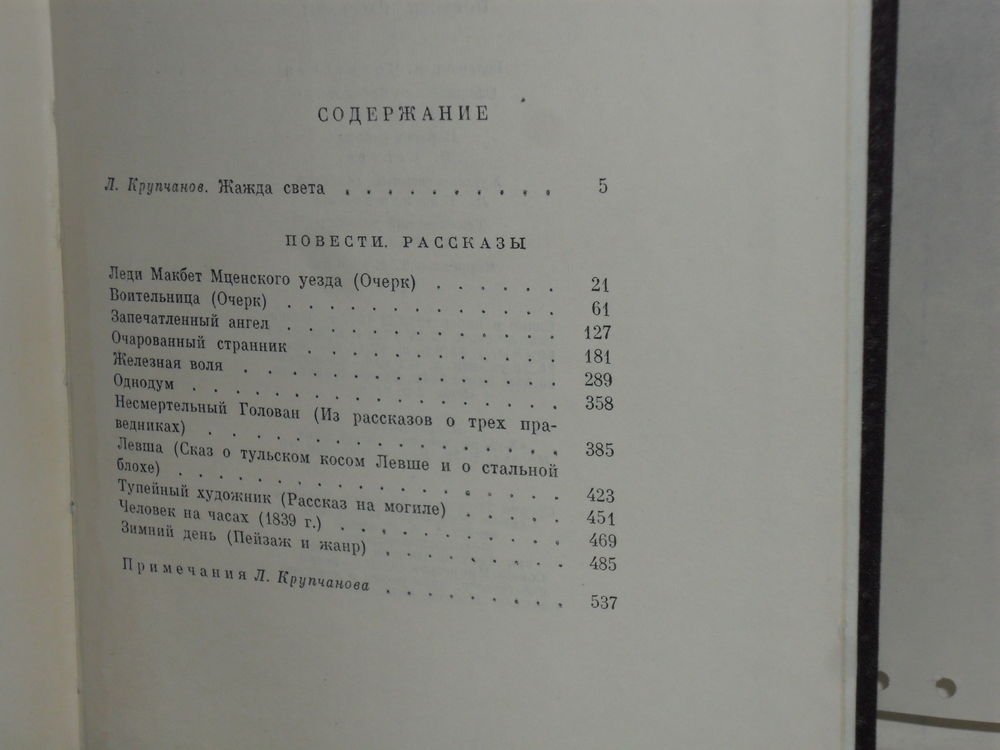 СОДЕРЖАНИЕ
Л. Крупчанов. Жажда света . . . . . . . . . . 5
ПОВЕСТИ. РАССКАЗЫ
Леди Макбет Мценского уезда (Очерк) . . . . . . 21
Воительница (Очерк) . . . . . . . . . . . . 61
Запечатленный ангел . . . . . . . . . . . . 127
Очарованный странник . . . . . . . . . . . 181
Железная воля . . . . . . . . . . . . . 289
Однодум . . . . . . . . . . . . . . . 358
Несмертельный Голован (Из рассказов о трех пра-
ведниках) . . . . . . . . . . . . . . 385
Левша (Сказ о тульском косом Левше и о стальной
блохе) . . . . . . . . . . . . . . . 423
Тупейный художник (Рассказ на могиле) . . . . . 451
Человек на часах (1839 г.) . . . . . . . . . 469
Зимний день (Пейзаж и жанр) . . . . . . . . 485
Примечания Л. Крупчанова . . . . . . . . . 537